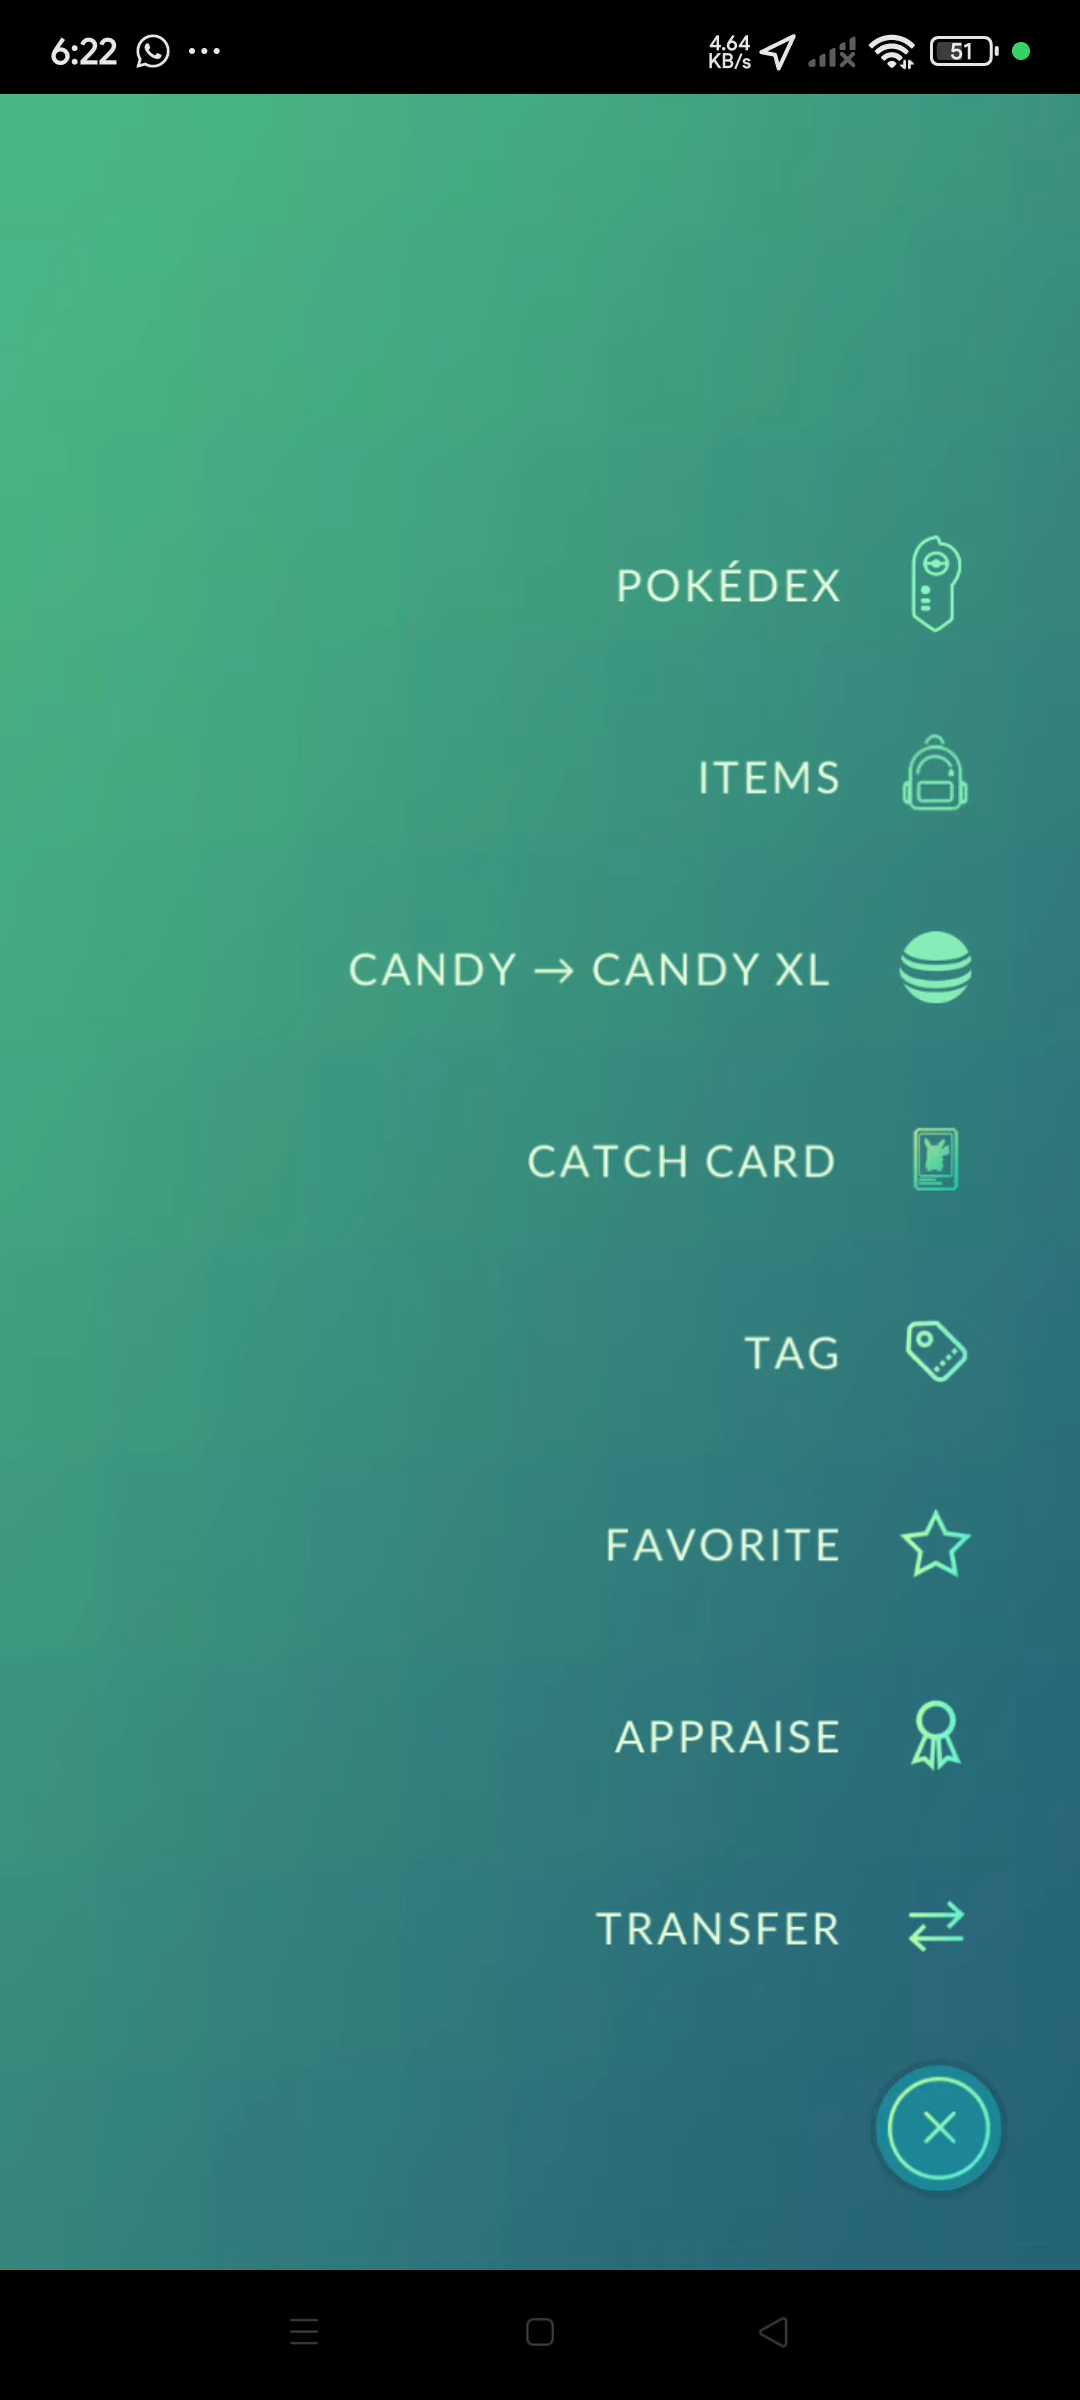 6:22
4.64
KB/s
51
POKÉDEX
ITEMS
CANDY → CANDY XL
CATCH CARD
TAG
FAVORITE
APPRAISE
TRANSFER